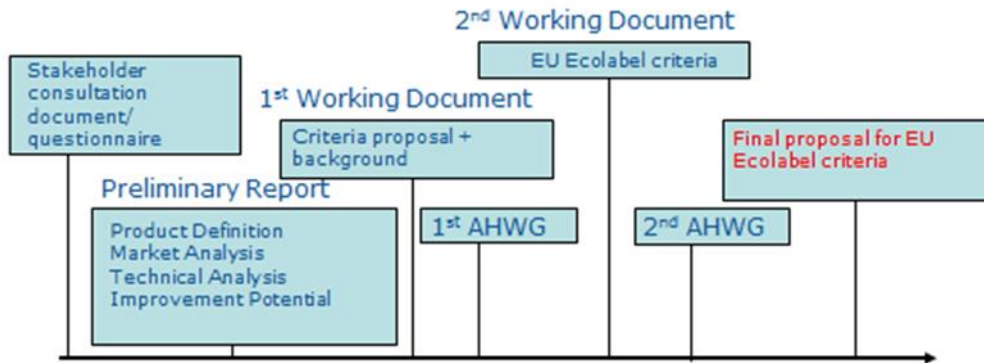 2nd Working Document
EU Ecolabel criteria
Stakeholder
consultation
document/
questionnaire
1st Working Document
Criteria proposal +
background
Final proposal for EU
Ecolabel criteria
Preliminary Report
Product Definition
Market Analysis
Technical Analysis
Improvement Potential
1st AHWG
2nd AHWG